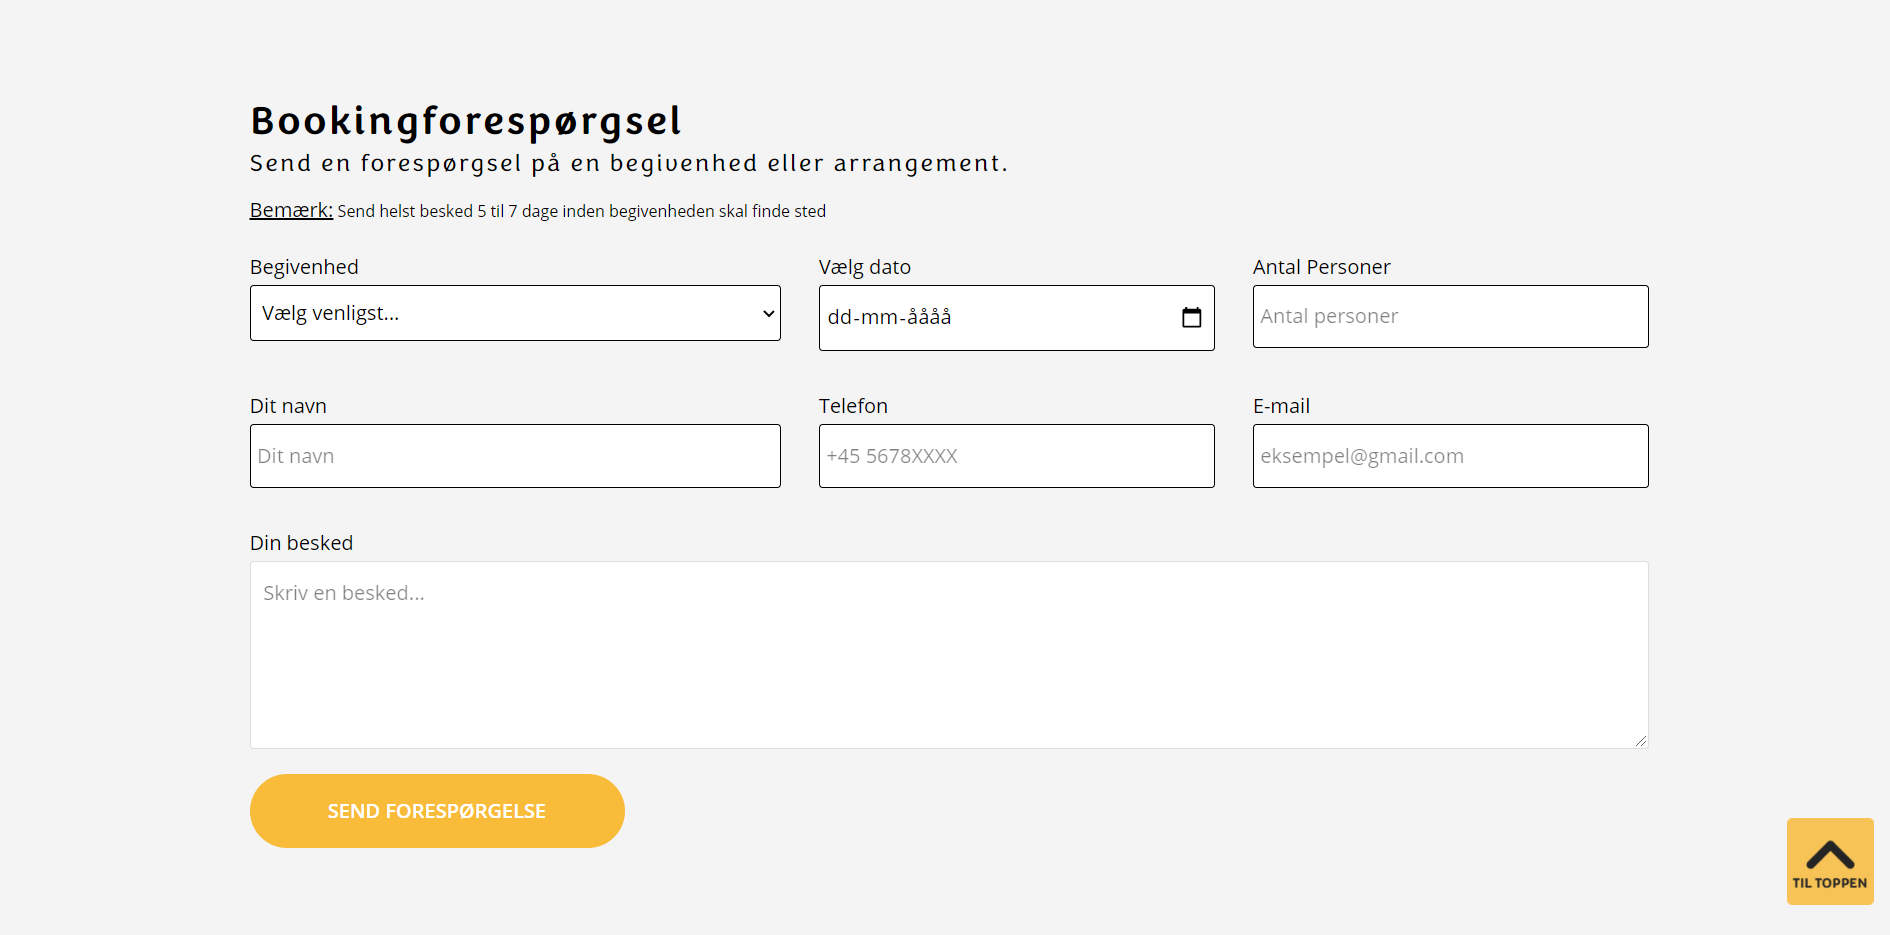 Bookingforespørgsel
Send en forespørgsel på en begivenhed eller arrangement.
Bemærk: Send helst besked 5 til 7 dage inden begivenheden skal finde sted
Begivenhed
Vælg dato
Antal Personer
Vælg venligst...
dd-mm-åååå
Antal personer
Dit navn
Telefon
E-mail
Dit navn
+45 5678XXXX
eksempel@gmail.com
Din besked
Skriv en besked...
SEND FORESPØRGELSE
TIL TOPPEN